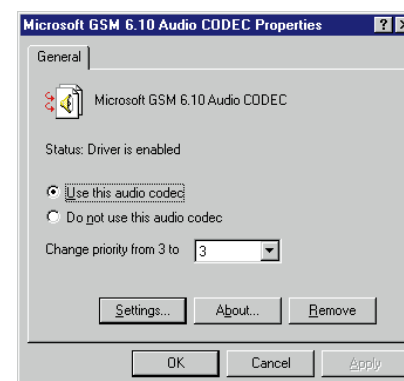 Microsoft GSM 6.10 Audio CODEC Properties
General
Microsoft GSM 6.10 Audio CODEC
Status: Driver is enabled
Use this audio codec
Do not use this audio codec
Change priority from 3 to 3
Settings... About... Remove
OK Cancel Apply